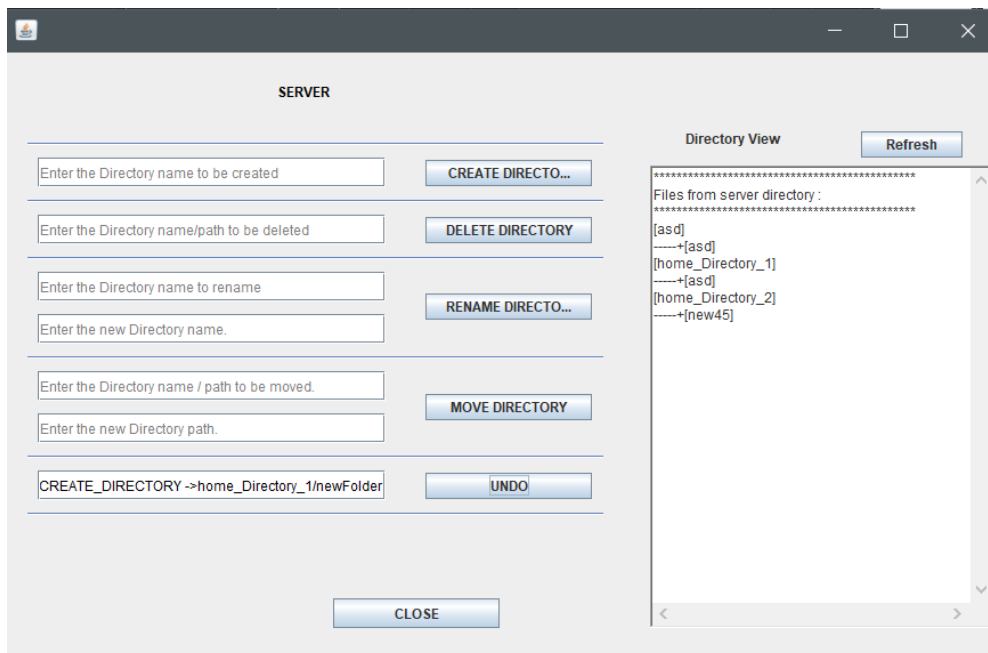 SERVER
Enter the Directory name to be created
CREATE DIRECTO...
Enter the Directory name/path to be deleted
DELETE DIRECTORY
Enter the Directory name to rename
RENAME DIRECTO...
Enter the new Directory name.
Enter the Directory name / path to be moved.
MOVE DIRECTORY
Enter the new Directory path.
CREATE_DIRECTORY ->home_Directory_1/newFolder
UNDO
CLOSE
Directory View
Refresh
***********************************************
Files from server directory :
***********************************************
[asd]
-----+[asd]
[home_Directory_1]
-----+[asd]
[home_Directory_2]
-----+[new45]